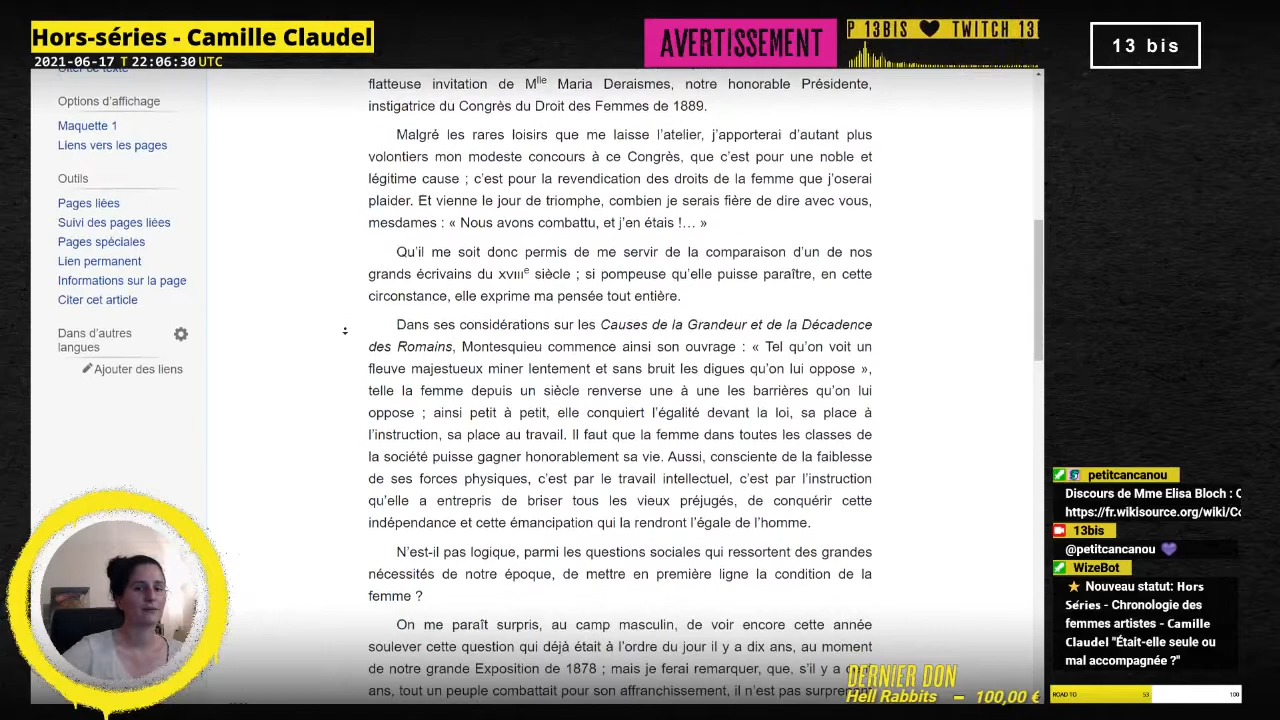 Hors-séries - Camille Claudel
2021-06-17 T 22:06:30 UTC
AVERTISSEMENT
P 13BIS TWITCH 13
13 bis
Citer ce texte
Options d'affichage
Maquette 1
Liens vers les pages
Outils
Pages liées
Suivi des pages liées
Pages spéciales
Lien permanent
Informations sur la page
Citer cet article
Dans d'autres
langues
Ajouter des liens
flatteuse invitation de Mlle Maria Deraismes, notre honorable Présidente,
instigatrice du Congrès du Droit des Femmes de 1889.
Malgré les rares loisirs que me laisse l'atelier, j'apporterai d'autant plus
volontiers mon modeste concours à ce Congrès, que c'est pour une noble et
légitime cause ; c'est pour la revendication des droits de la femme que j'oserai
plaider. Et vienne le jour de triomphe, combien je serais fière de dire avec vous,
mesdames : « Nous avons combattu, et j'en étais !... »
Qu'il me soit donc permis de me servir de la comparaison d'un de nos
grands écrivains du XVIIIe siècle ; si pompeuse qu'elle puisse paraître, en cette
circonstance, elle exprime ma pensée tout entière.
Dans ses considérations sur les Causes de la Grandeur et de la Décadence
des Romains, Montesquieu commence ainsi son ouvrage : « Tel qu'on voit un
fleuve majestueux miner lentement et sans bruit les digues qu'on lui oppose »,
telle la femme depuis un siècle renverse une à une les barrières qu'on lui
oppose ; ainsi petit à petit, elle conquiert l'égalité devant la loi, sa place à
l'instruction, sa place au travail. Il faut que la femme dans toutes les classes de
la société puisse gagner honorablement sa vie. Aussi, consciente de la faiblesse
de ses forces physiques, c'est par le travail intellectuel, c'est par l'instruction
qu'elle a entrepris de briser tous les vieux préjugés, de conquérir cette
indépendance et cette émancipation qui la rendront l'égale de l'homme.
N'est-il pas logique, parmi les questions sociales qui ressortent des grandes
nécessités de notre époque, de mettre en première ligne la condition de la
femme ?
On me paraît surpris, au camp masculin, de voir encore cette année
soulever cette question qui déjà était à l'ordre du jour il y a dix ans, au moment
de notre grande Exposition de 1878 ; mais je ferai remarquer, que, s'il y a
ans, tout un peuple combattait pour son affranchissement, il n'est pas
petitcancanou
Discours de Mme Elisa Bloch :
https://fr.wikisource.org/wiki/
13bis
@petitcancanou
WizeBot
Nouveau statut: Hors
Séries - Chronologie des
femmes artistes - Camille
Claudel "Était-elle seule ou
mal accompagnée ?"
DERNIER DON
Hell Rabbits – 100,00 €
ROAD TO 53 100